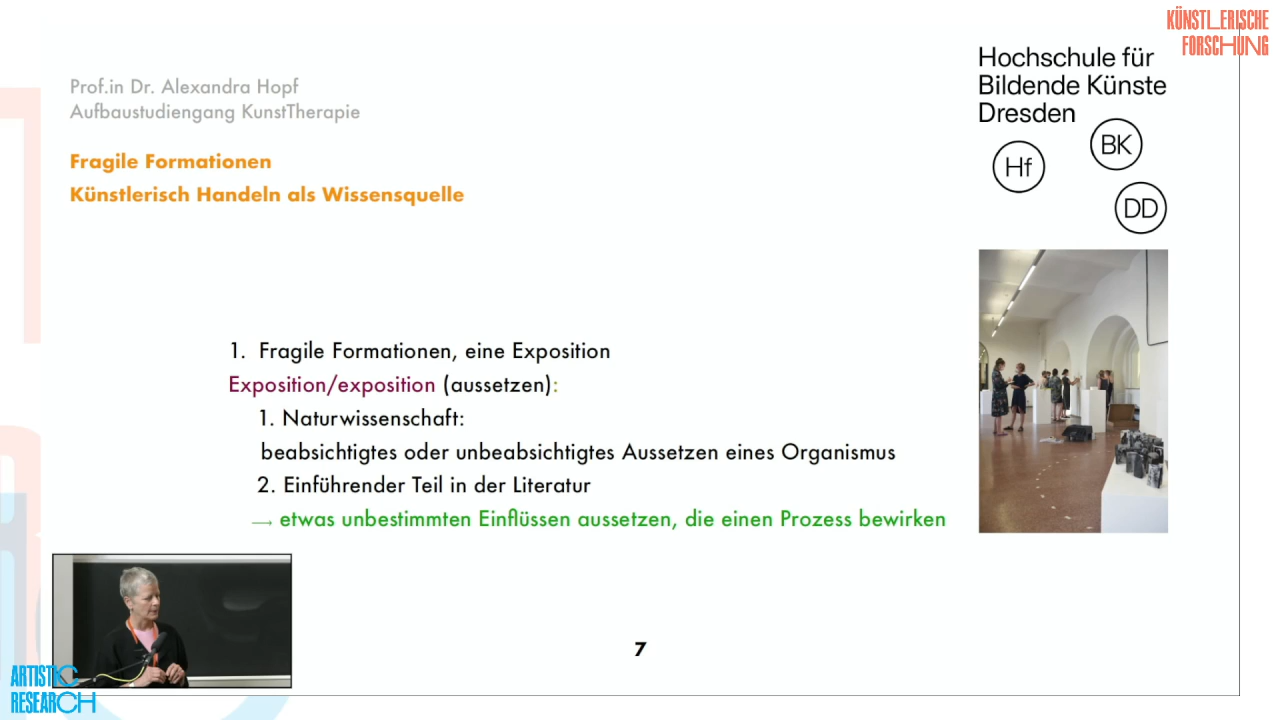 KÜNSTLERISCHE
FORSCHUNG
Hochschule für
Bildende Künste
Dresden
Hf
BK
DD
Prof.in Dr. Alexandra Hopf
Aufbaustudiengang KunstTherapie
Fragile Formationen
Künstlerisch Handeln als Wissensquelle
1. Fragile Formationen, eine Exposition
Exposition/exposition (aussetzen):
1. Naturwissenschaft:
beabsichtigtes oder unbeabsichtigtes Aussetzen eines Organismus
2. Einführender Teil in der Literatur
→ etwas unbestimmten Einflüssen aussetzen, die einen Prozess bewirken
7
ARTISTIC
RESEARCH